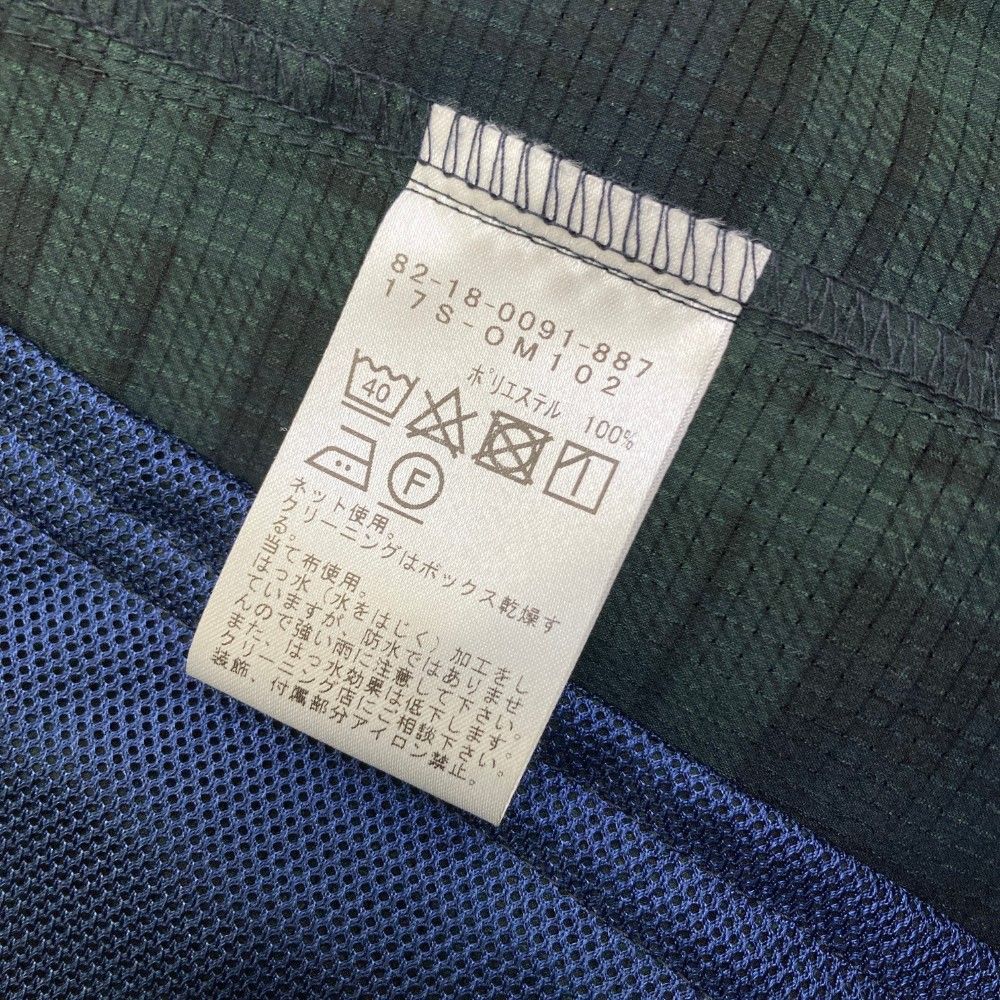 82-18-0091-887
17S-OM102
ポリエステル 100%
40
F
ネット使用。
クリーニングはボックス乾燥す
る。
当て布使用。
はっ水(水をはじく)加工をし
ていますが、防水ではありませ
んので強い雨に注意して下さい。
また、はっ水効果は低下します。
クリーニング店にご相談下さい。
装飾、付属部分アイロン禁止。